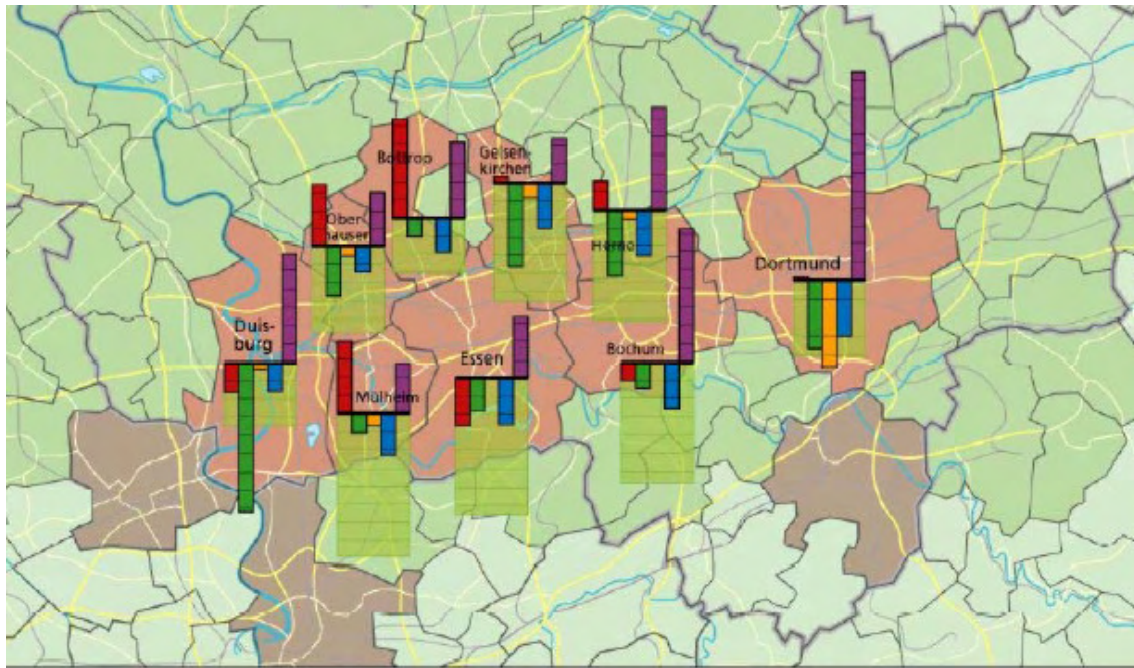 Bottrop
Gelsen-
kirchen
Ober
hausen
Herne
Dortmund
Duis-
burg
Essen
Bochum
Mülheim